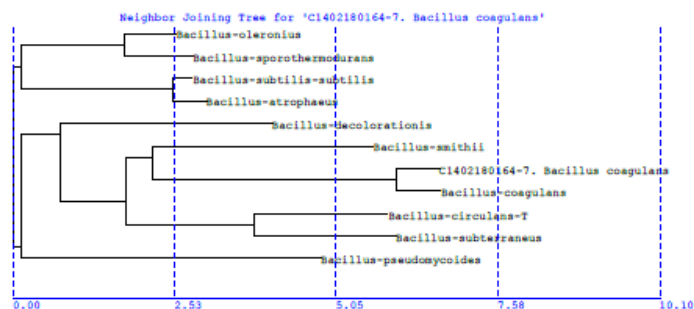 Neighbor Joining Tree for 'C1402180164-7. Bacillus coagulans'
Bacillus-oleronius
Bacillus-sporothermodurans
Bacillus-subtilis-subtilis
Bacillus-atrophaeus
Bacillus-decolorationis
Bacillus-smithii
C1402180164-7. Bacillus coagulans
Bacillus-coagulans
Bacillus-circulans-T
Bacillus-subterraneus
Bacillus-pseudomycoides
0.00 2.53 5.05 7.58 10.10